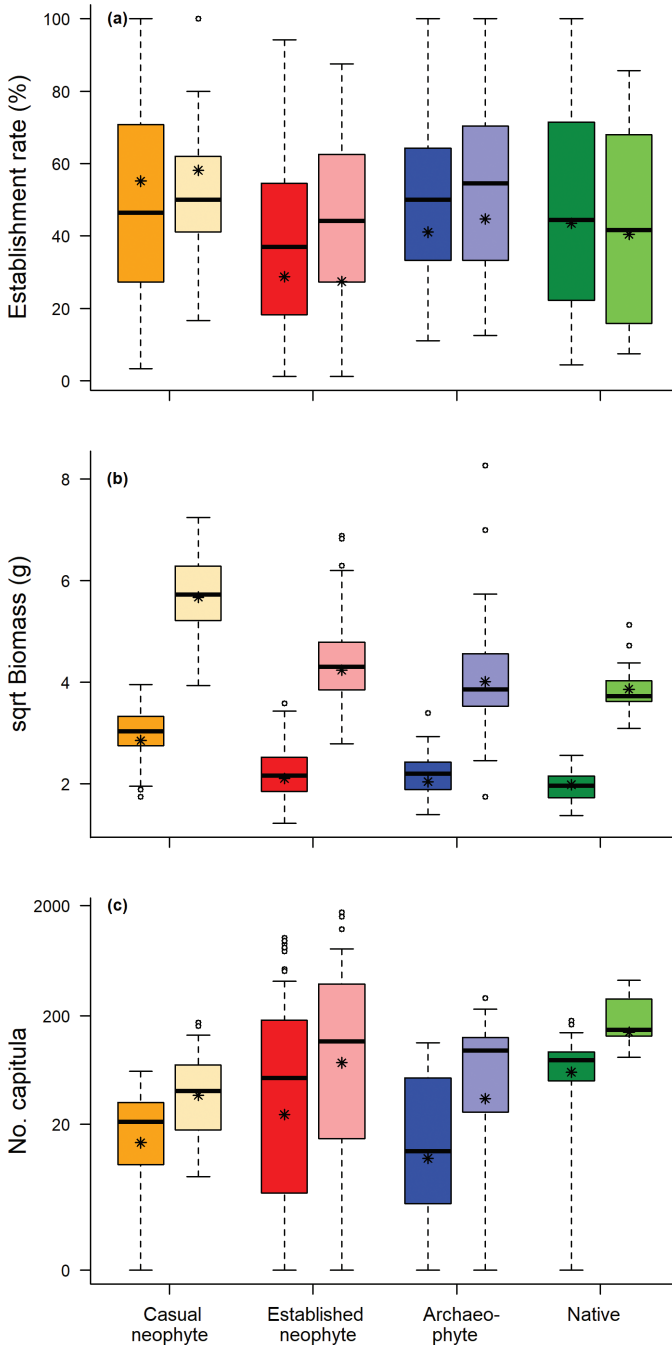 (a)
Establishment rate (%)
100
80
60
40
20
0
(b)
sqrt Biomass (g)
8
6
4
2
(c)
No. capitula
2000
200
20
0
Casual
neophyte
Established
neophyte
Archaeo-
phyte
Native